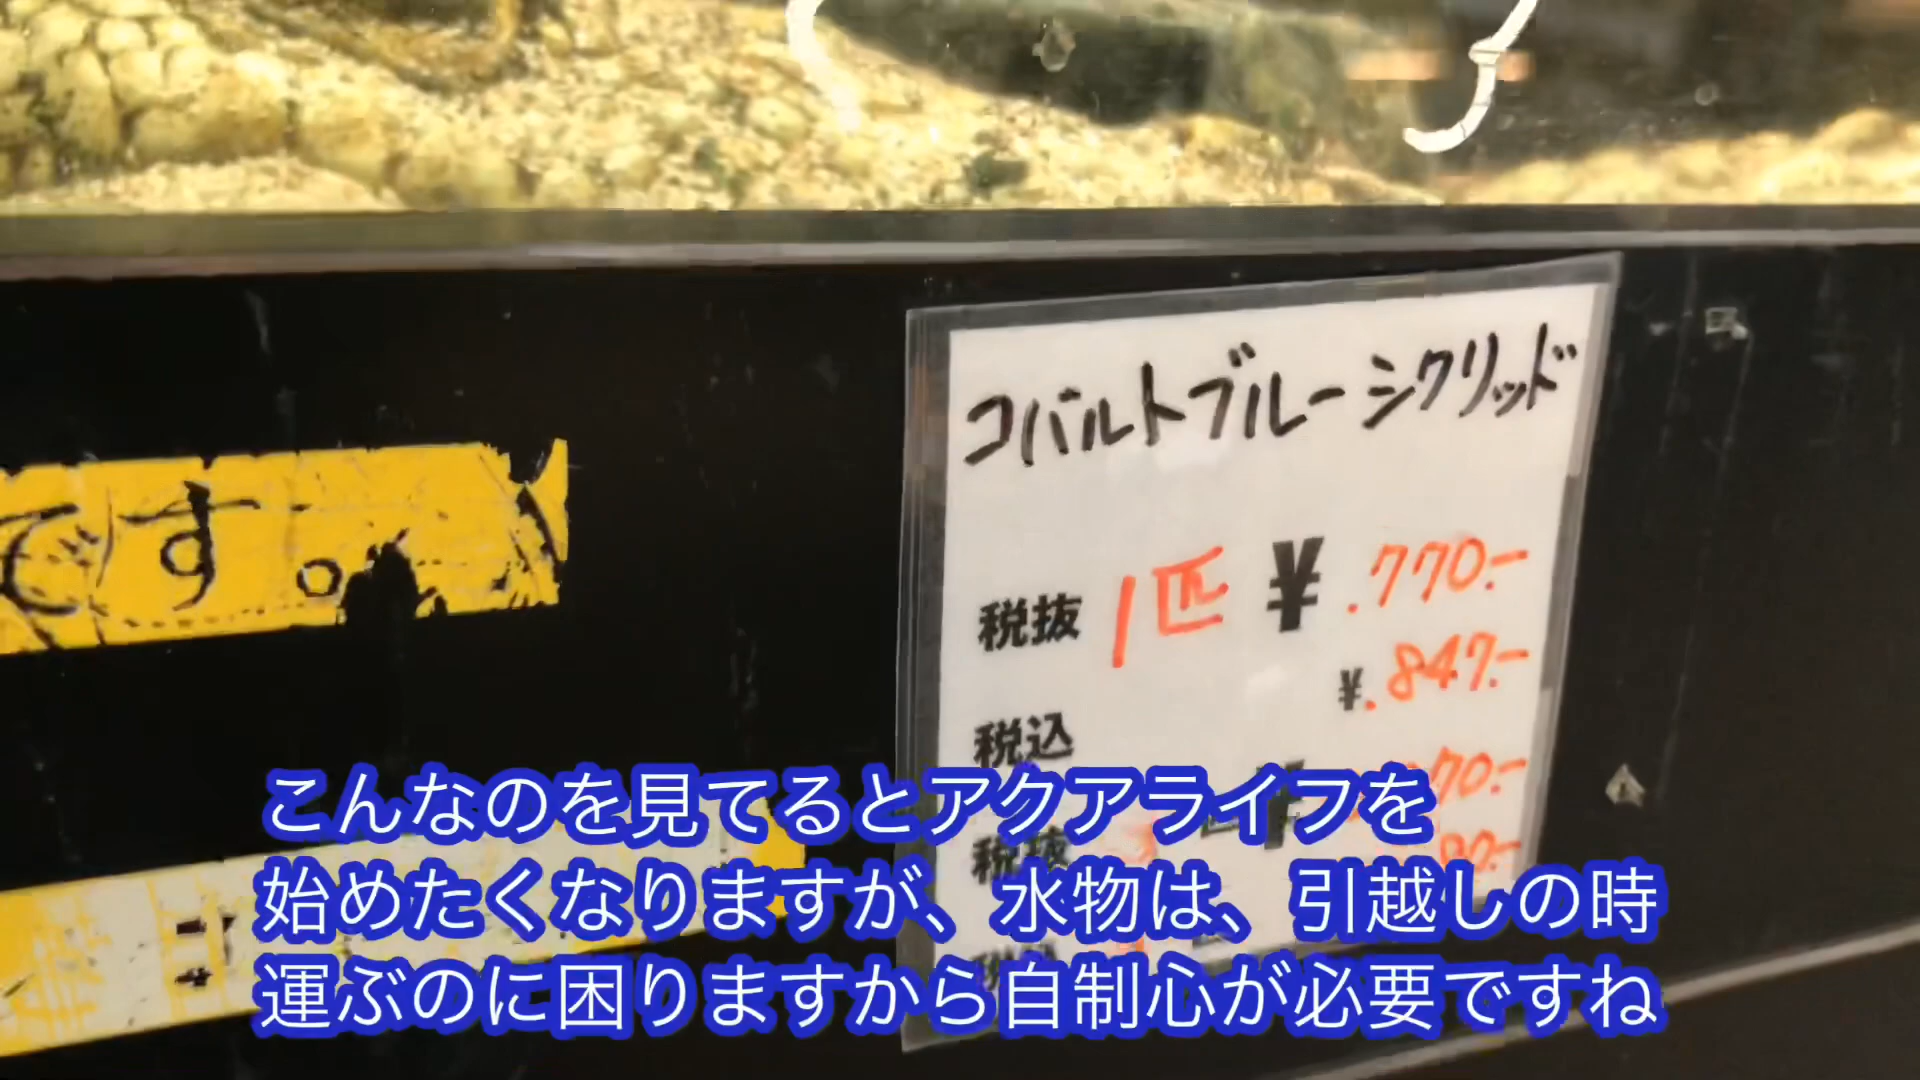 コバルトブルーシクリッド
です。
税抜 1匹 ¥.770.-
¥.847.-
税込
税抜
こんなのを見てるとアクアライフを
始めたくなりますが、水物は、引越しの時
運ぶのに困りますから自制心が必要ですね